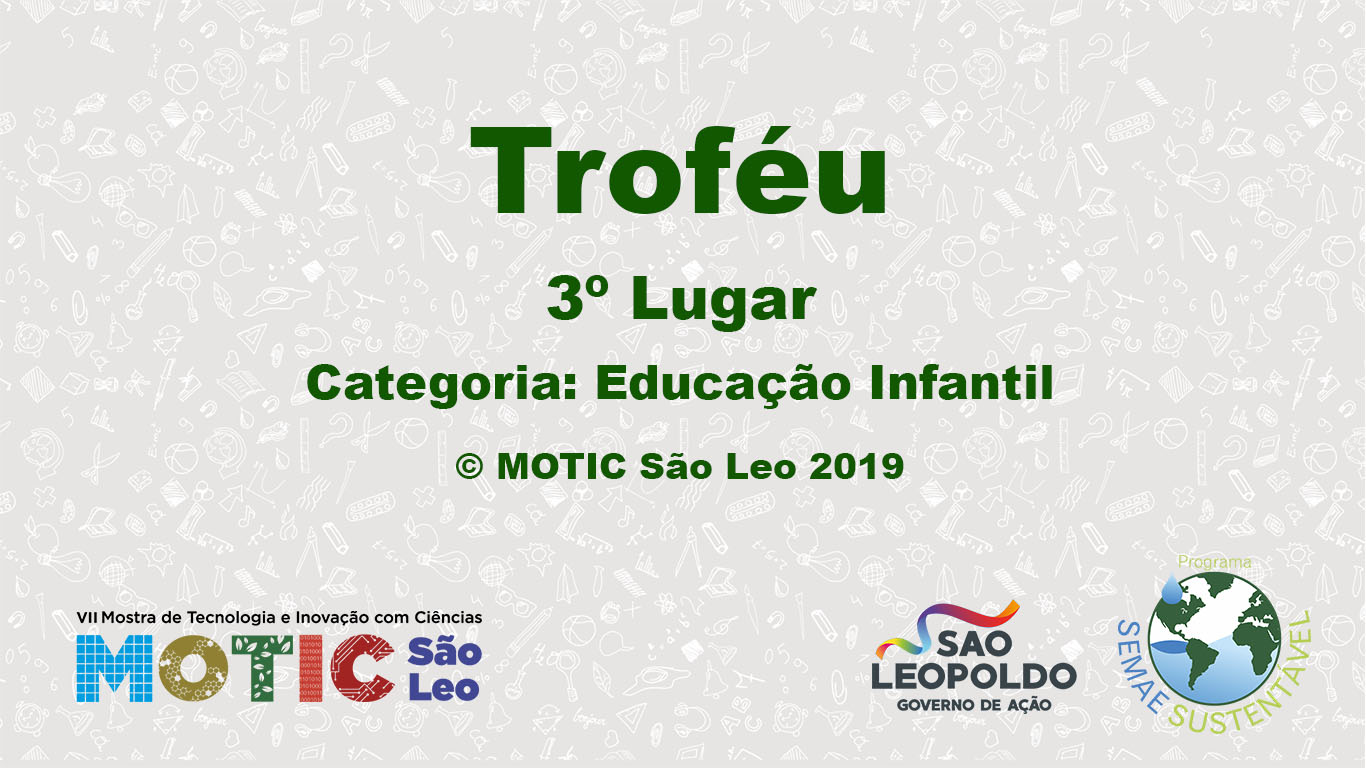 Troféu
3º Lugar
Categoria: Educação Infantil
© MOTIC São Leo 2019
VII Mostra de Tecnologia e Inovação com Ciências
MOTIC São Leo
SÃO LEOPOLDO
GOVERNO DE AÇÃO
Programa
SEMAE SUSTENTÁVEL